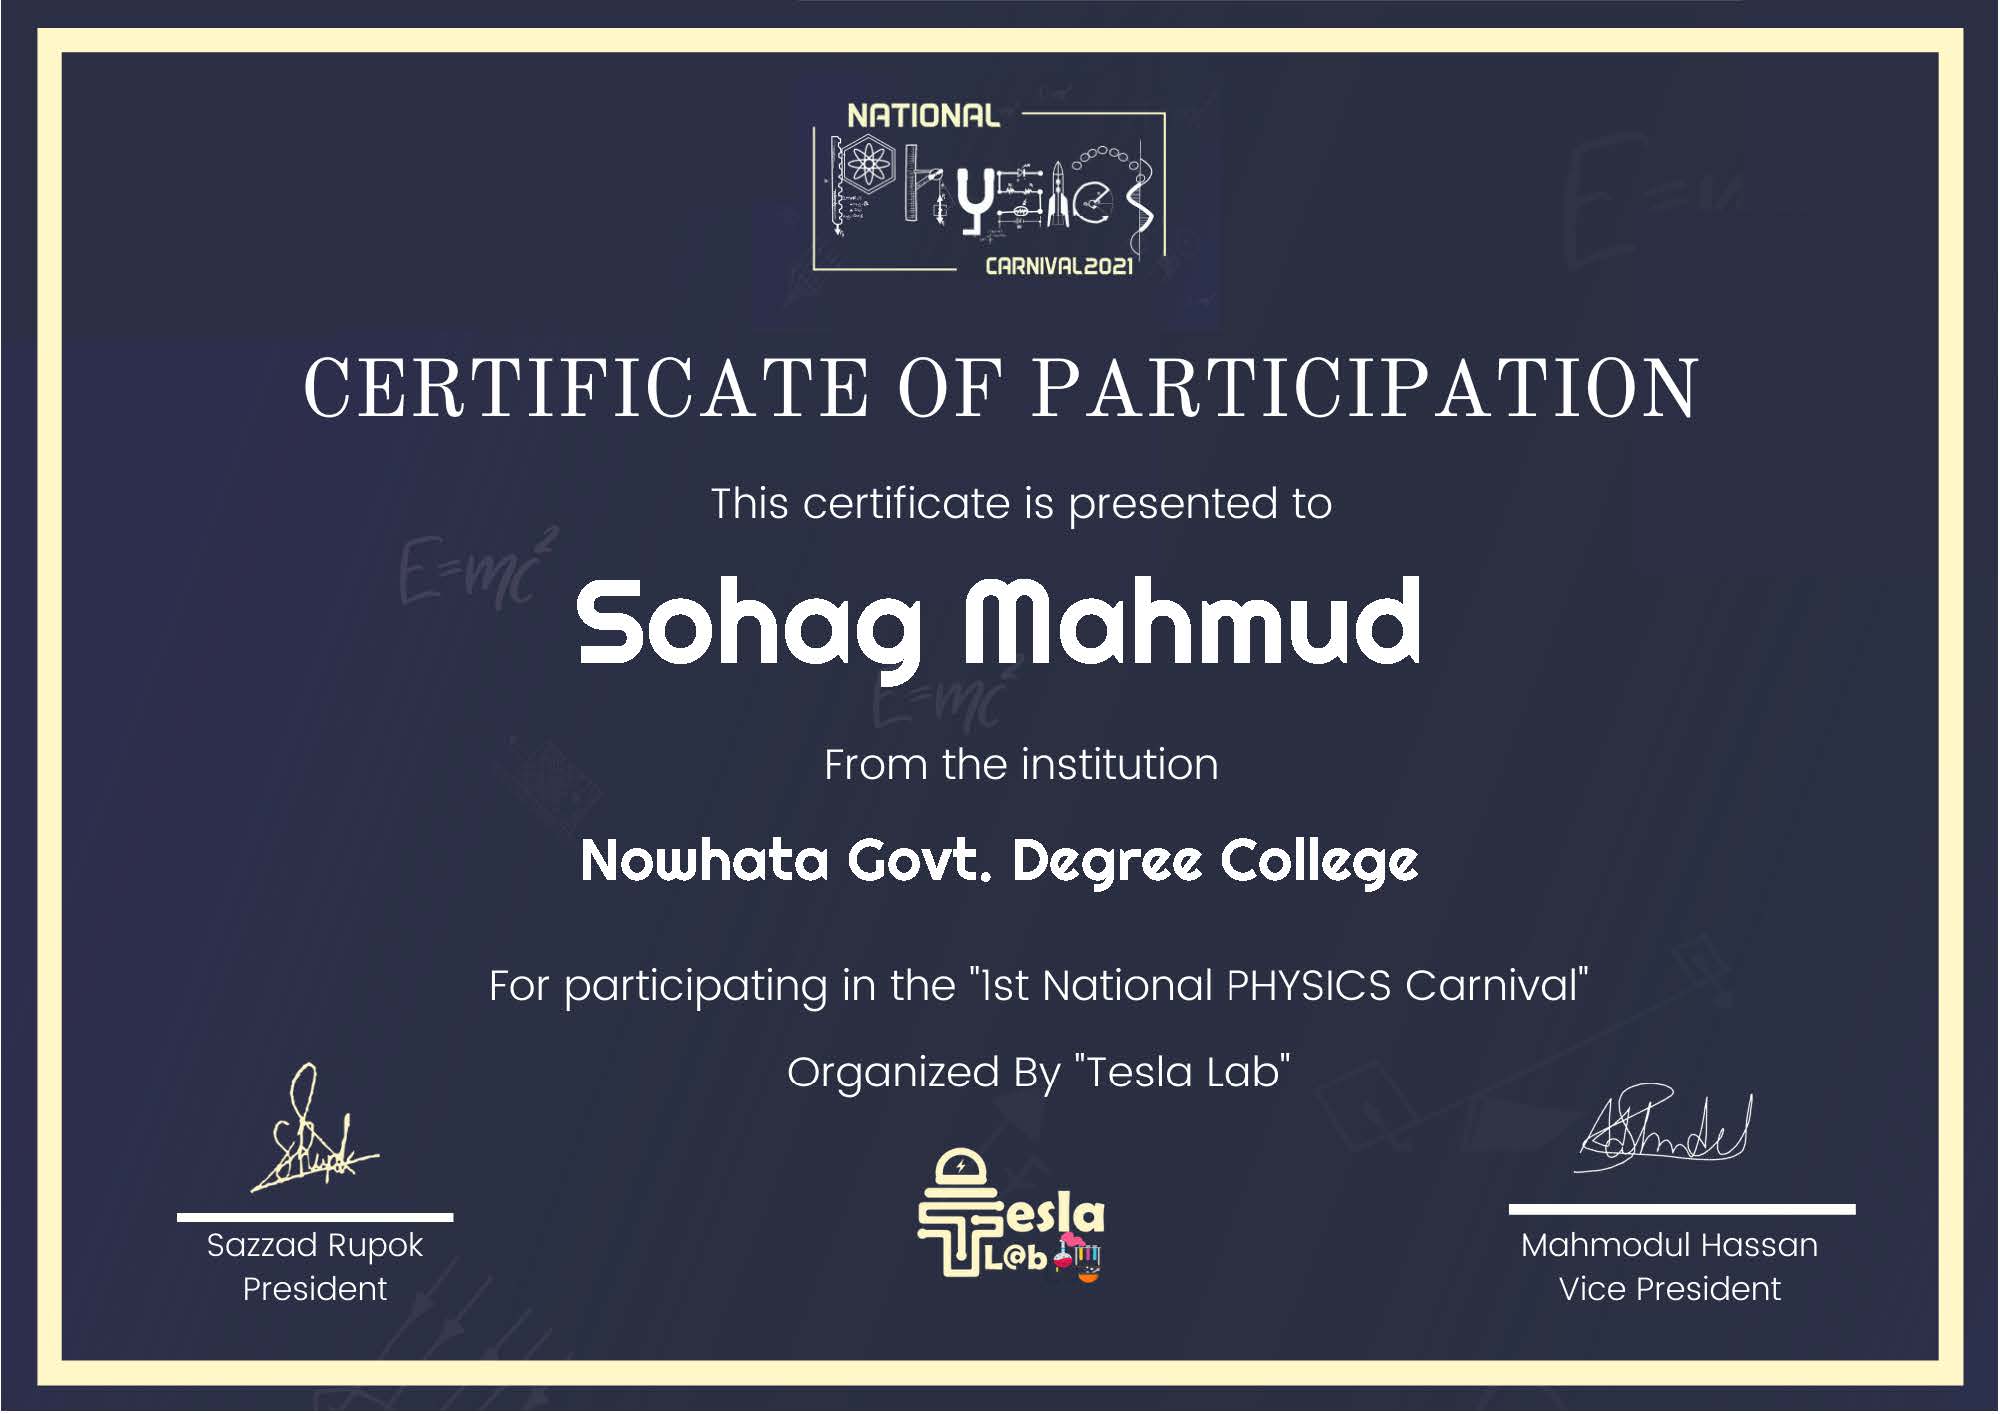 NATIONAL
Physics
CARNIVAL2021
CERTIFICATE OF PARTICIPATION
This certificate is presented to
E=mc²
Sohag Mahmud
E=mc²
From the institution
Nowhata Govt. Degree College
For participating in the "1st National PHYSICS Carnival"
Organized By "Tesla Lab"
Tesla
L@b
Sazzad Rupok
President
Mahmodul Hassan
Vice President